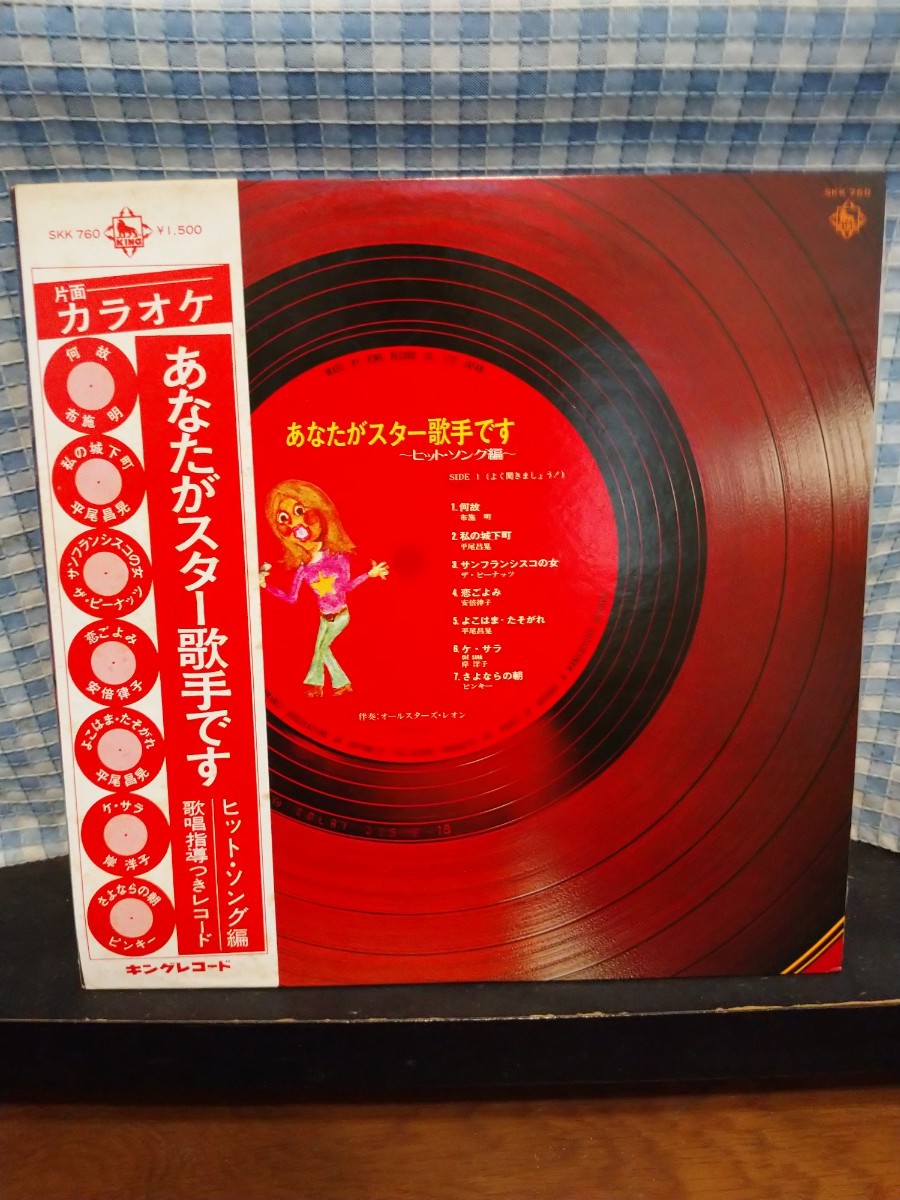 SKK 760 KING ¥1,500
片面
カラオケ
あなたがスター歌手です
ヒット・ソング編
歌唱指導つきレコード
何故
布施 明
私の城下町
平尾昌晃
サンフランシスコの女
ザ・ピーナッツ
恋ごよみ
安倍律子
よこはま・たそがれ
平尾昌晃
ケ・サラ
岸 洋子
さよならの朝
ピンキー
キングレコード
SKK 760
KING
あなたがスター歌手です
〜ヒット・ソング編〜
SIDE 1 (よく聞きましょう!)
1. 何故
布施 明
2. 私の城下町
平尾昌晃
3. サンフランシスコの女
ザ・ピーナッツ
4. 恋ごよみ
安倍律子
5. よこはま・たそがれ
平尾昌晃
6. ケ・サラ
CHE SARA
岸 洋子
7. さよならの朝
ピンキー
伴奏:オールスターズ・レオン